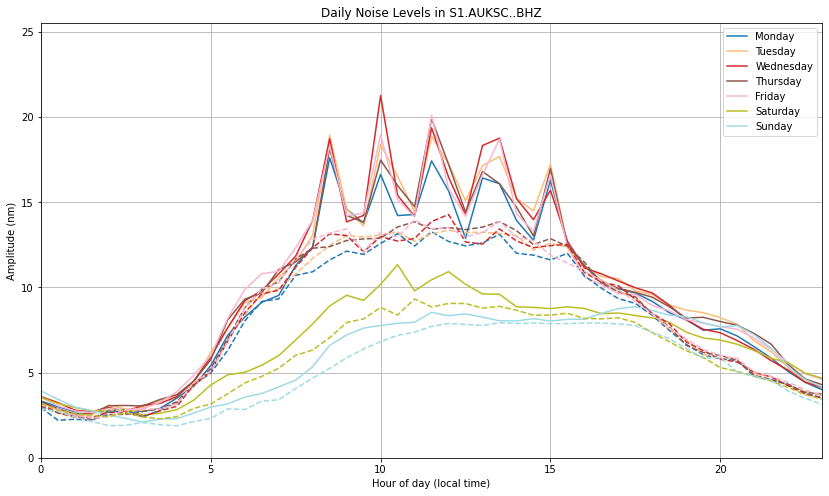 Daily Noise Levels in S1.AUKSC..BHZ
25
20
15
10
5
0
Amplitude (nm)
Monday
Tuesday
Wednesday
Thursday
Friday
Saturday
Sunday
0 5 10 15 20
Hour of day (local time)